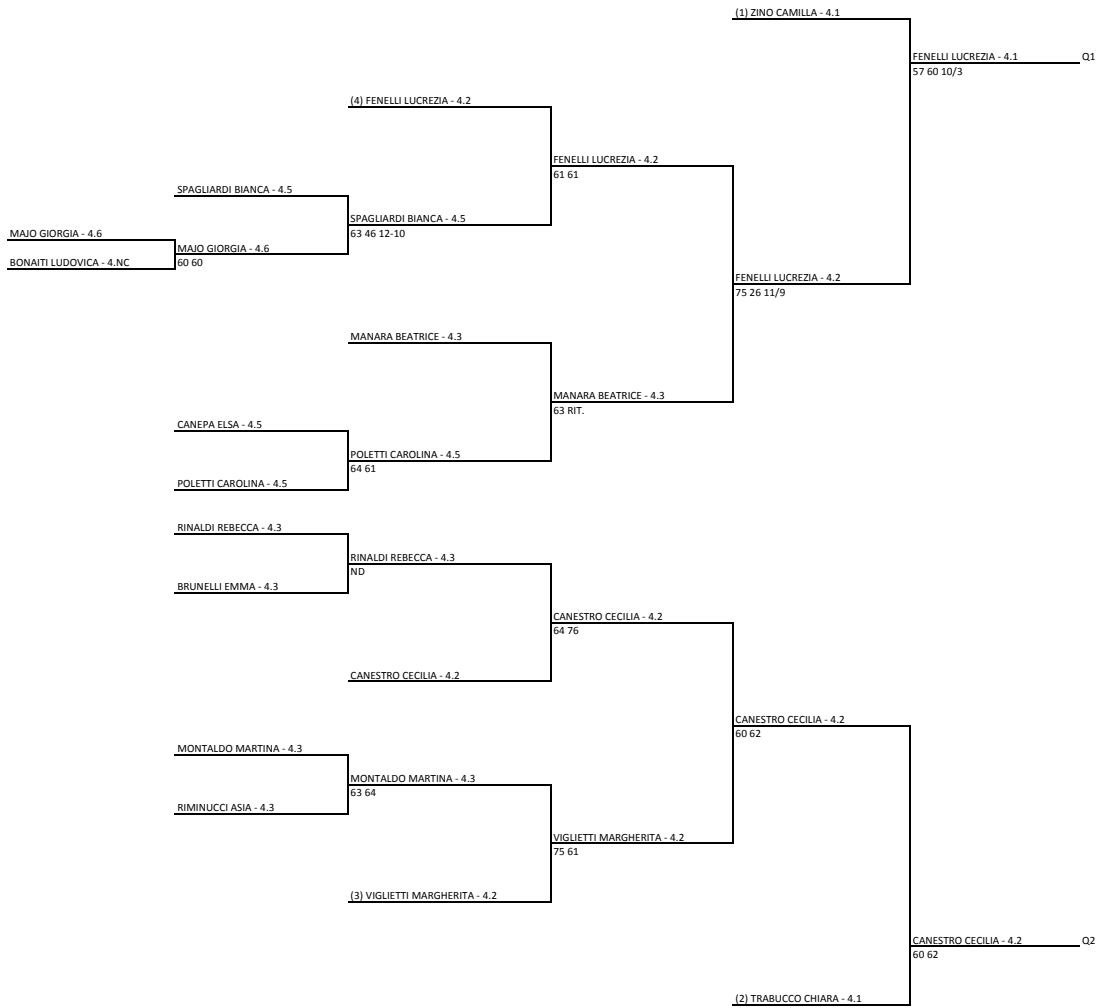 (1) ZINO CAMILLA - 4.1
FENELLI LUCREZIA - 4.1 Q1
57 60 10/3
(4) FENELLI LUCREZIA - 4.2
FENELLI LUCREZIA - 4.2
61 61
SPAGLIARDI BIANCA - 4.5
SPAGLIARDI BIANCA - 4.5
63 46 12-10
MAJO GIORGIA - 4.6
MAJO GIORGIA - 4.6
BONAITI LUDOVICA - 4.NC
60 60
FENELLI LUCREZIA - 4.2
75 26 11/9
MANARA BEATRICE - 4.3
MANARA BEATRICE - 4.3
63 RIT.
CANEPA ELSA - 4.5
POLETTI CAROLINA - 4.5
64 61
POLETTI CAROLINA - 4.5
RINALDI REBECCA - 4.3
RINALDI REBECCA - 4.3
ND
BRUNELLI EMMA - 4.3
CANESTRO CECILIA - 4.2
64 76
CANESTRO CECILIA - 4.2
CANESTRO CECILIA - 4.2
60 62
MONTALDO MARTINA - 4.3
MONTALDO MARTINA - 4.3
63 64
RIMINUCCI ASIA - 4.3
VIGLIETTI MARGHERITA - 4.2
75 61
(3) VIGLIETTI MARGHERITA - 4.2
CANESTRO CECILIA - 4.2 Q2
60 62
(2) TRABUCCO CHIARA - 4.1